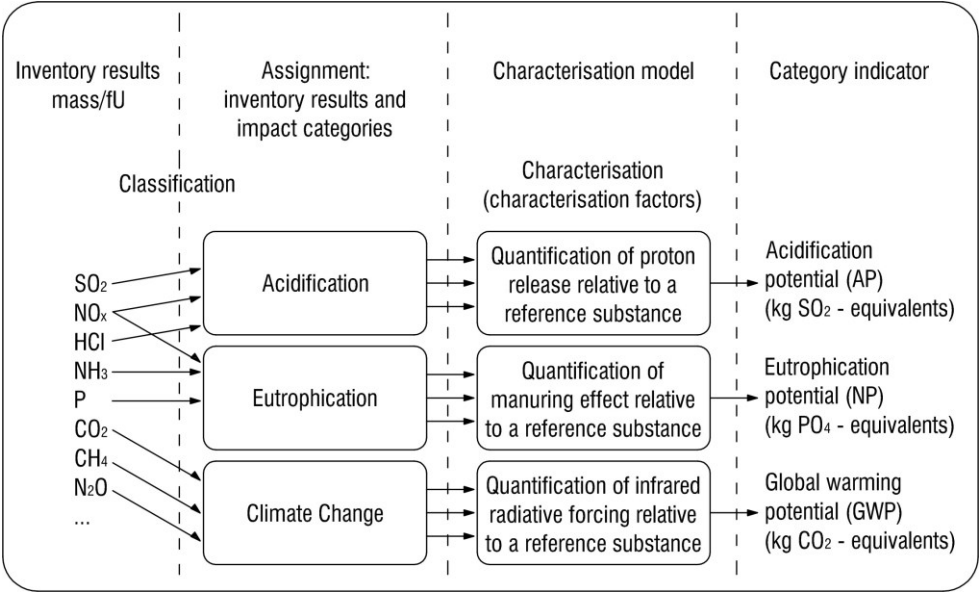 Inventory results
mass/fU
Assignment:
inventory results and
impact categories
Characterisation model
Category indicator
Classification
Characterisation
(characterisation factors)
SO₂
NOₓ
HCl
NH₃
P
CO₂
CH₄
N₂O
...
Acidification
Eutrophication
Climate Change
Quantification of proton
release relative to a
reference substance
Quantification of
manuring effect relative
to a reference substance
Quantification of infrared
radiative forcing relative
to a reference substance
Acidification
potential (AP)
(kg SO₂ - equivalents)
Eutrophication
potential (NP)
(kg PO₄ - equivalents)
Global warming
potential (GWP)
(kg CO₂ - equivalents)